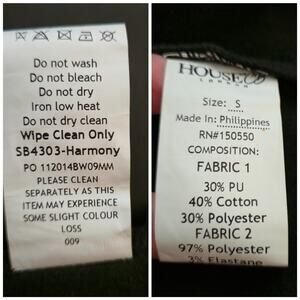 Do not wash
Do not bleach
Do not dry
Iron low heat
Do not dry clean
Wipe Clean Only
SB4303-Harmony
PO 112014BW09MM
PLEASE CLEAN
SEPARATELY AS THIS
ITEM MAY EXPERIENCE
SOME SLIGHT COLOUR
LOSS
009
HOUSE
LONDON
Size: S
Made In: Philippines
RN#150550
COMPOSITION:
FABRIC 1
30% PU
40% Cotton
30% Polyester
FABRIC 2
97% Polyester
3% Elastane